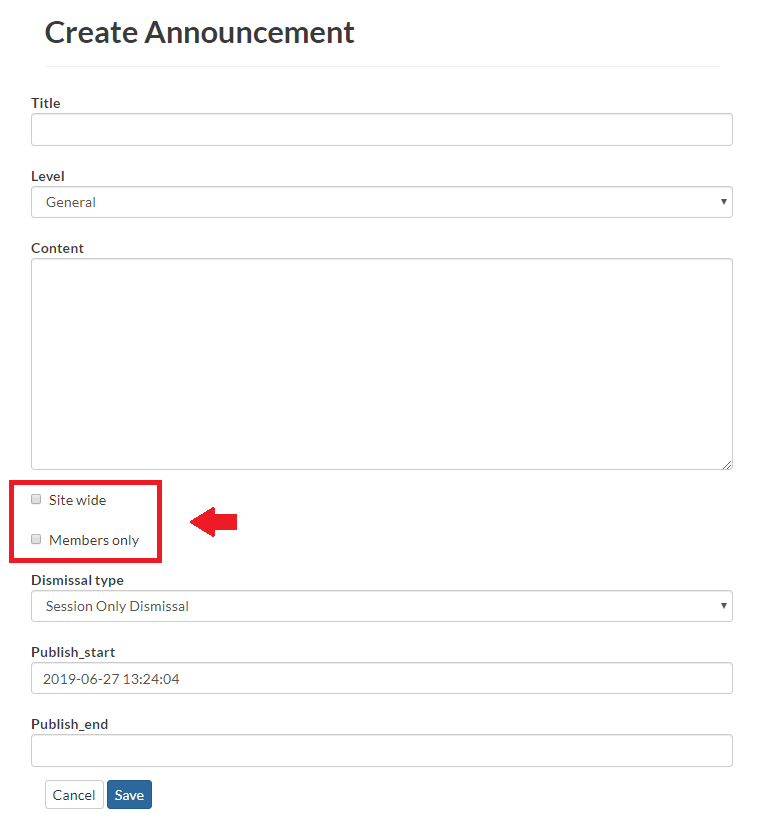 Create Announcement
Title
Level
General
Content
Site wide
Members only
Dismissal type
Session Only Dismissal
Publish_start
2019-06-27 13:24:04
Publish_end
Cancel Save